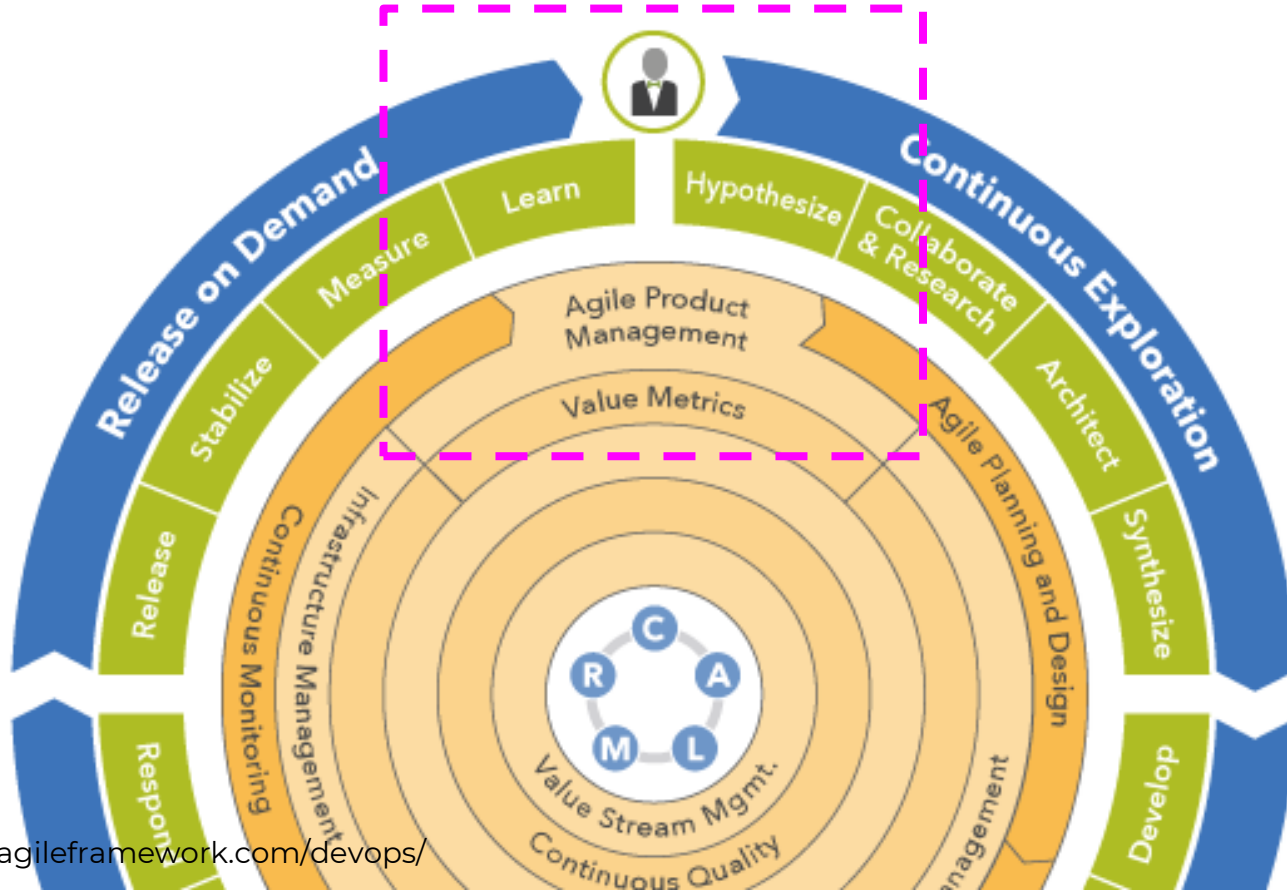 Release on Demand
Continuous Exploration
Learn
Hypothesize
Measure
Collaborate
& Research
Stabilize
Architect
Release
Synthesize
Respond
Develop
Agile Product
Management
Value Metrics
Agile Planning and Design
Continuous Monitoring
Infrastructure Management
C
R
A
M
L
Value Stream Mgmt.
Continuous Quality
agileframework.com/devops/